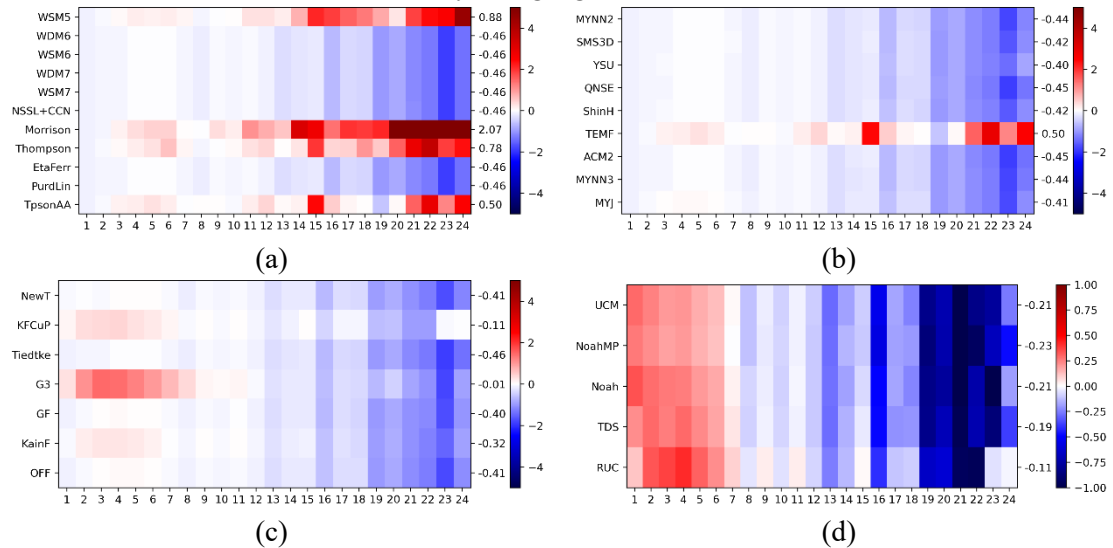 WSM5 0.88 4
WDM6 -0.46
WSM6 -0.46 2
WDM7 -0.46
WSM7 -0.46
NSSL+CCN -0.46 0
Morrison 2.07
Thompson 0.78 −2
EtaFerr -0.46
PurdLin -0.46 −4
TpsonAA 0.50
1 2 3 4 5 6 7 8 9 10 11 12 13 14 15 16 17 18 19 20 21 22 23 24
(a)
MYNN2 -0.44 4
SMS3D -0.45
YSU -0.40 2
QNSE -0.45
ShinH -0.42 0
TEMF 0.50
ACM2 -0.45 −2
MYNN3 -0.44
MYJ -0.41 −4
1 2 3 4 5 6 7 8 9 10 11 12 13 14 15 16 17 18 19 20 21 22 23 24
(b)
NewT -0.41 4
KFCuP -0.11 2
Tiedtke -0.46
G3 -0.01 0
GF -0.40
KainF -0.32 −2
OFF -0.41 −4
1 2 3 4 5 6 7 8 9 10 11 12 13 14 15 16 17 18 19 20 21 22 23 24
(c)
1.00
UCM -0.21 0.75
0.50
NoahMP -0.23 0.25
Noah -0.21 0.00
−0.25
TDS -0.19 −0.50
RUC -0.11 −0.75
−1.00
1 2 3 4 5 6 7 8 9 10 11 12 13 14 15 16 17 18 19 20 21 22 23 24
(d)